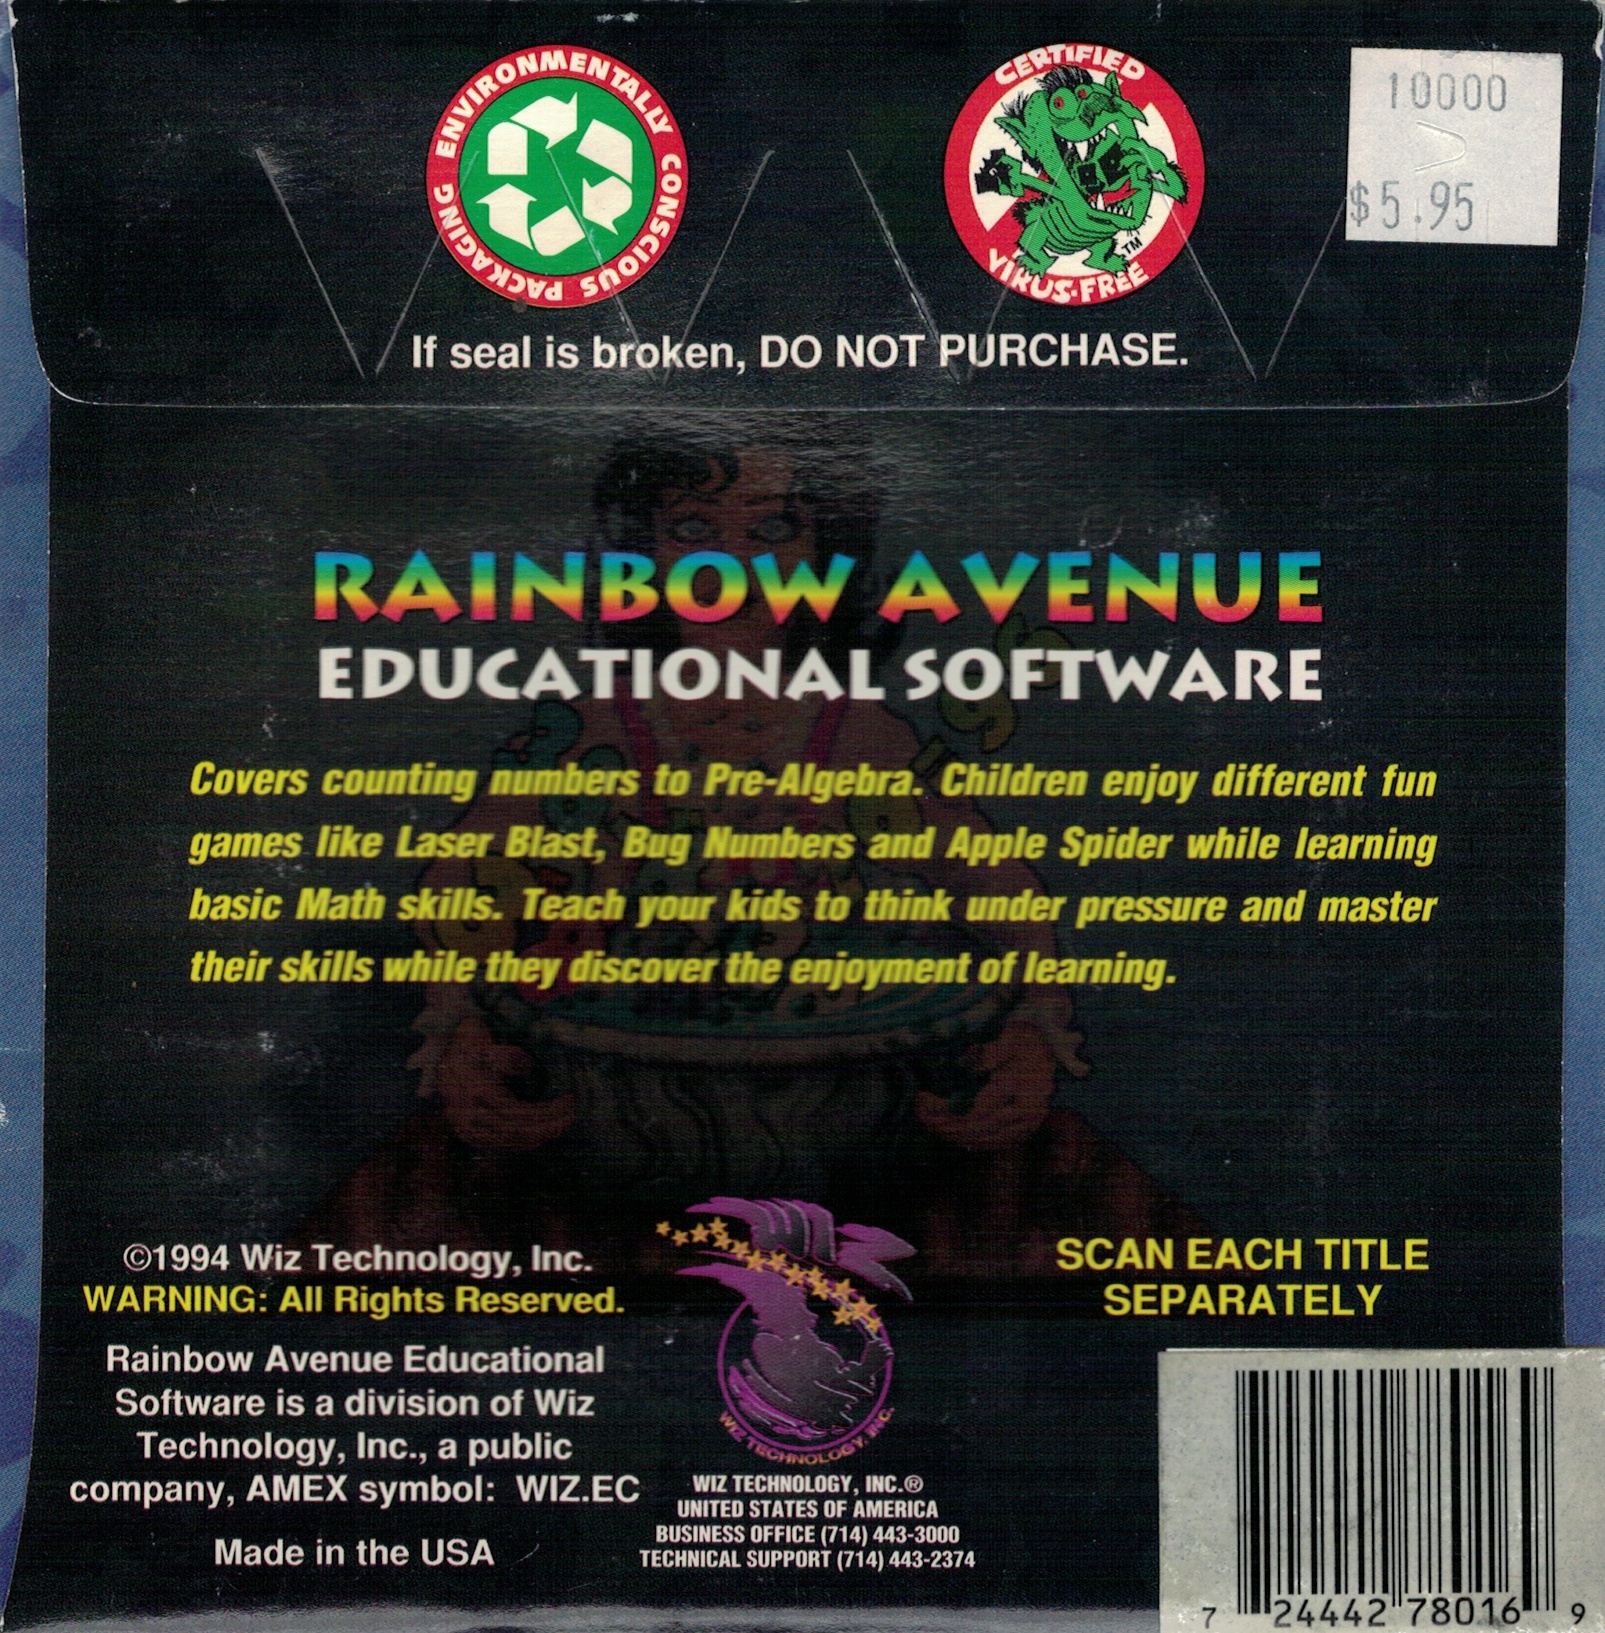 ENVIRONMENTALLY CONSCIOUS PACKAGING
CERTIFIED
VIRUS-FREE
TM
10000
$5.95
If seal is broken, DO NOT PURCHASE.
RAINBOW AVENUE
EDUCATIONAL SOFTWARE
Covers counting numbers to Pre-Algebra. Children enjoy different fun
games like Laser Blast, Bug Numbers and Apple Spider while learning
basic Math skills. Teach your kids to think under pressure and master
their skills while they discover the enjoyment of learning.
©1994 Wiz Technology, Inc.
WARNING: All Rights Reserved.
Rainbow Avenue Educational
Software is a division of Wiz
Technology, Inc., a public
company, AMEX symbol: WIZ.EC
Made in the USA
WIZ TECHNOLOGY, INC.
WIZ TECHNOLOGY, INC.®
UNITED STATES OF AMERICA
BUSINESS OFFICE (714) 443-3000
TECHNICAL SUPPORT (714) 443-2374
SCAN EACH TITLE
SEPARATELY
7 24442 78016 9